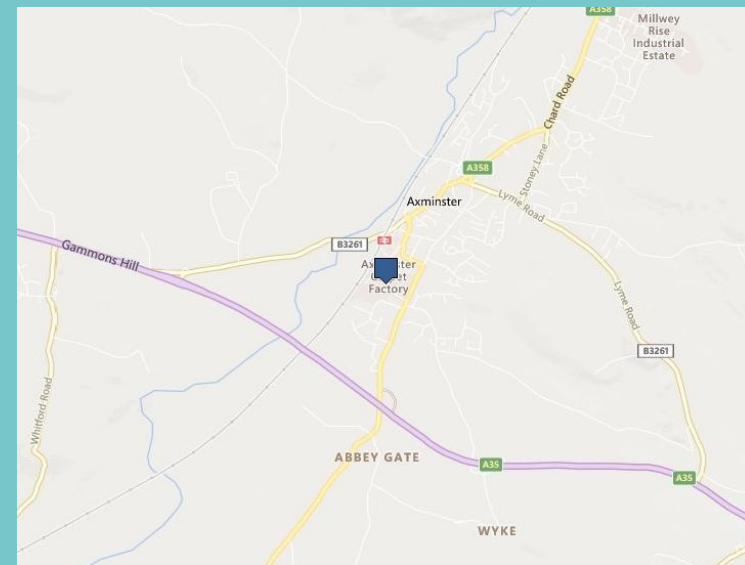 A358
Millwey
Rise
Industrial
Estate
Chard Road
A358
Stoney Lane
Lyme Road
Axminster
B3261
Gammons Hill
Factory
Lyme Road
B3261
Whitford Road
ABBEY GATE
A35
A35
WYKE